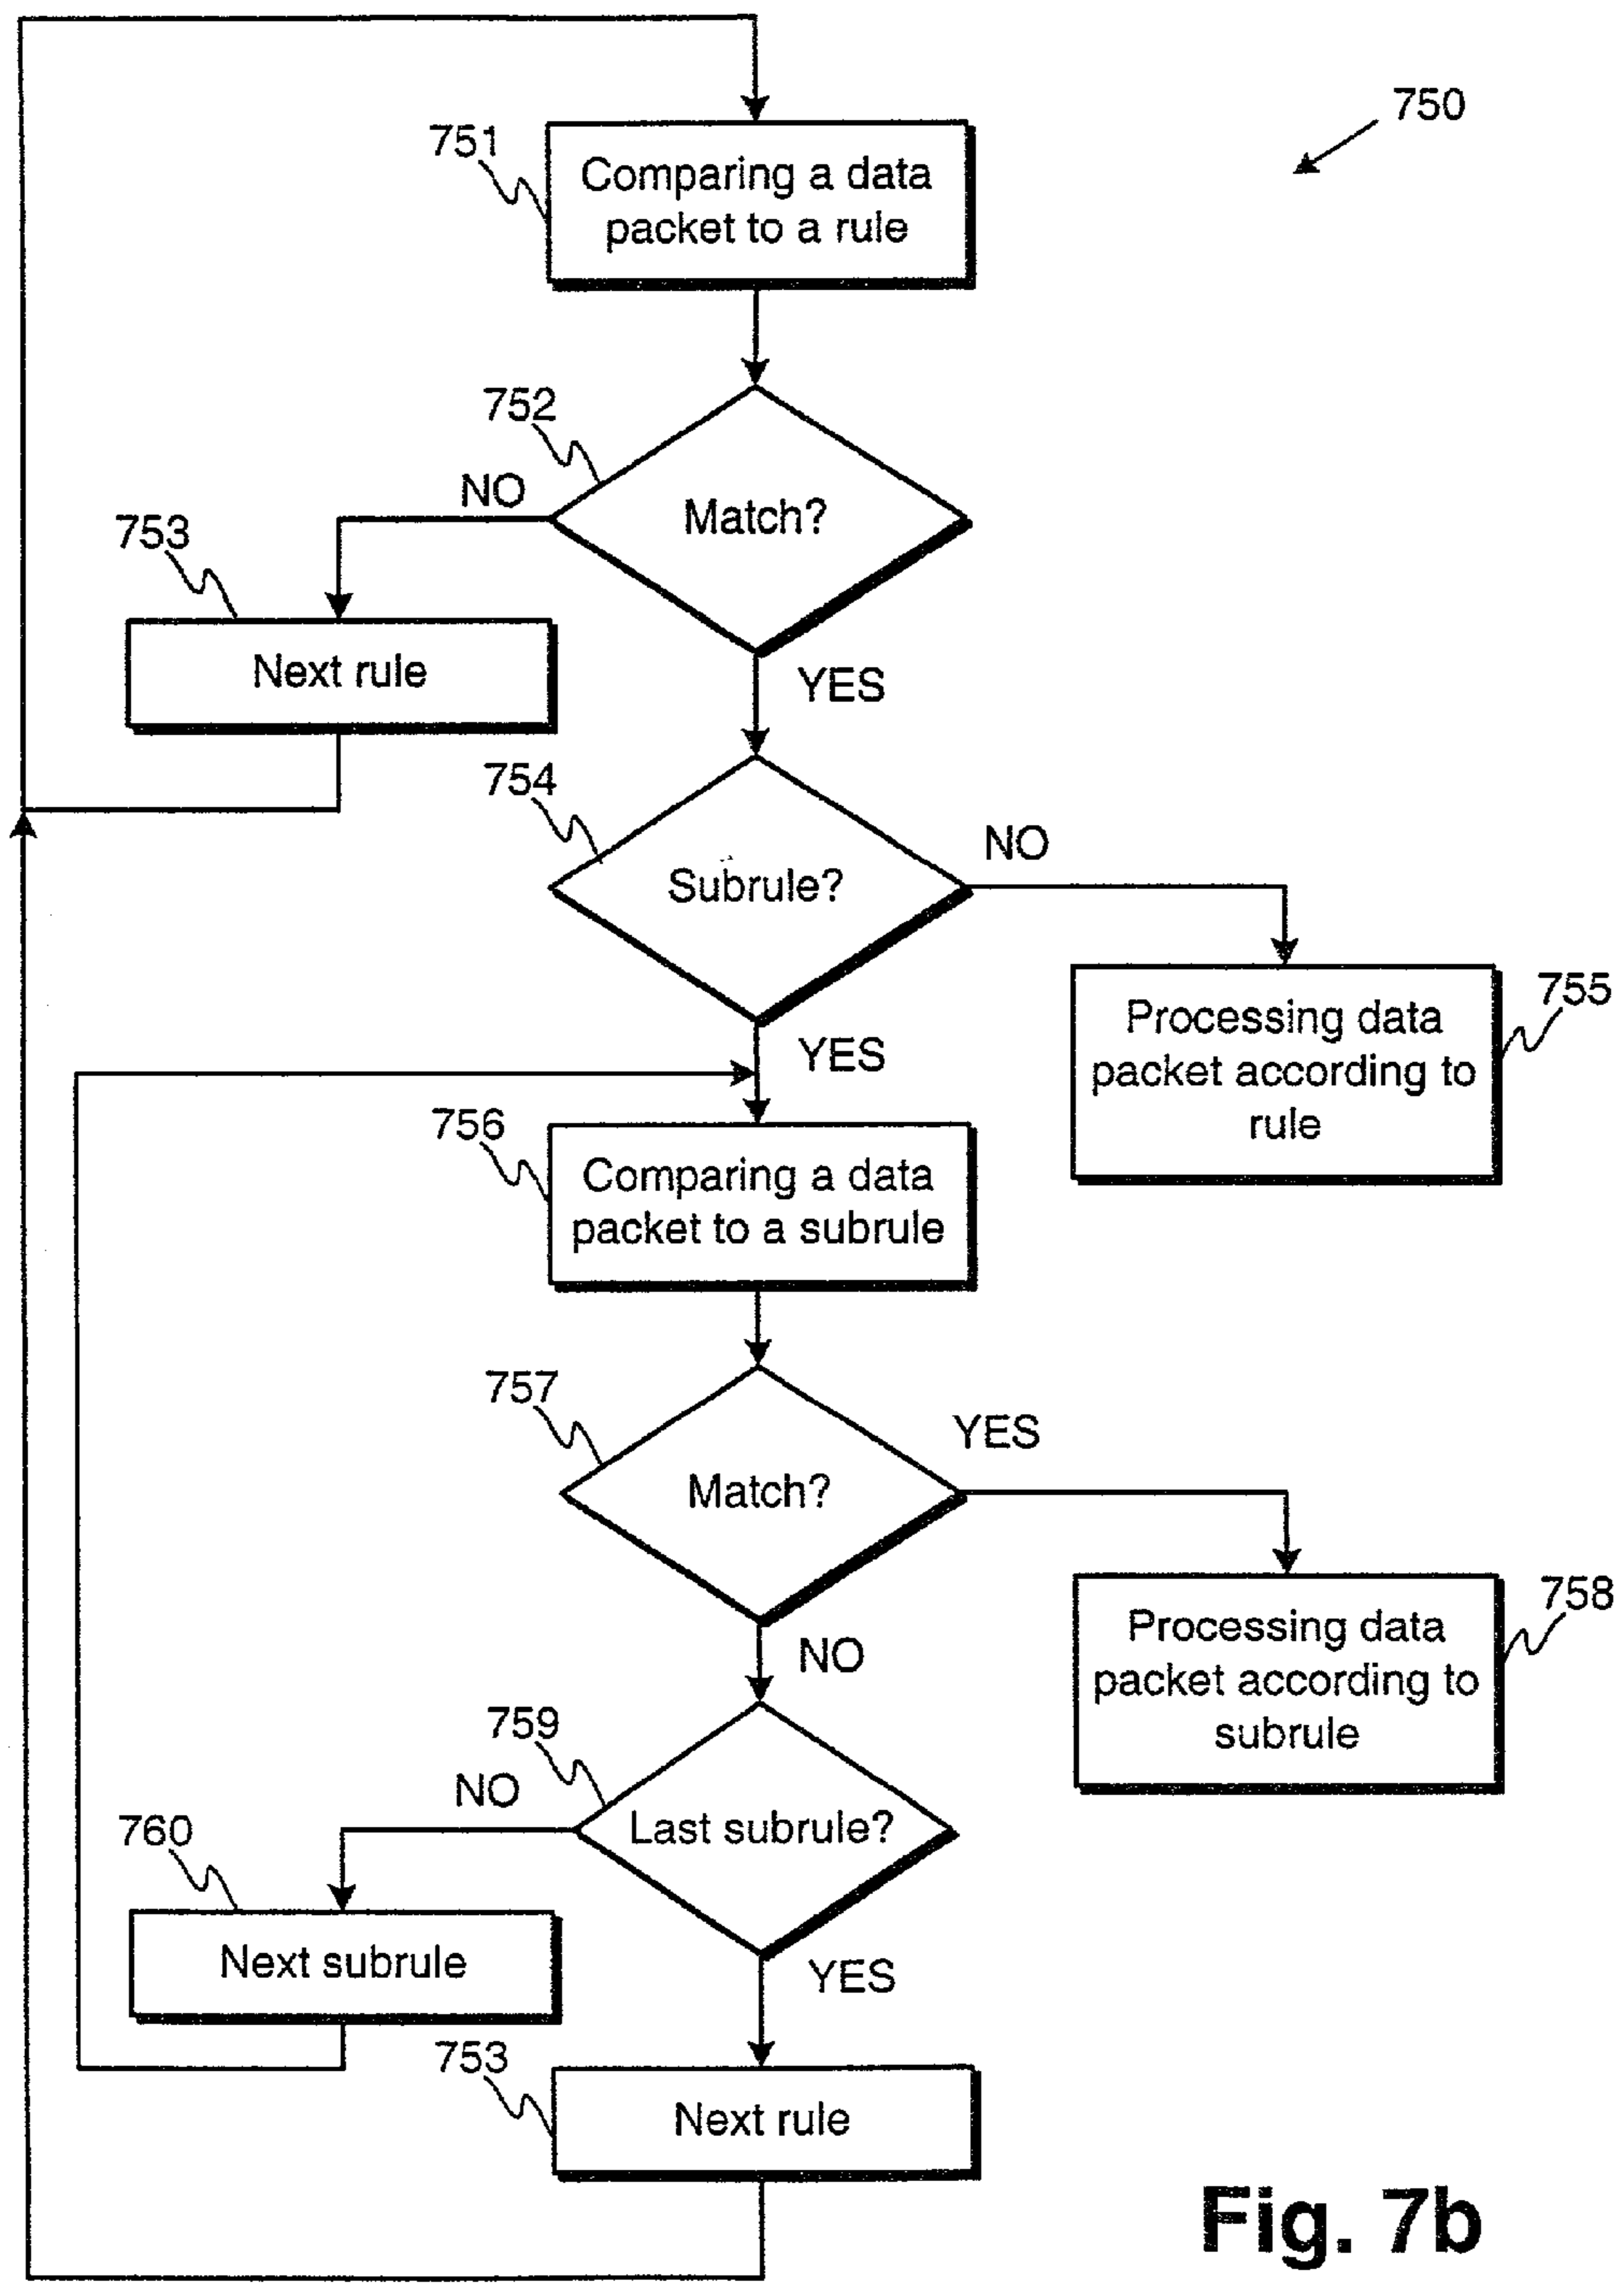 750
751
Comparing a data
packet to a rule
752
Match?
NO
753
Next rule
YES
754
Subrule?
NO
755
Processing data
packet according to
rule
YES
756
Comparing a data
packet to a subrule
757
Match?
YES
758
Processing data
packet according to
subrule
NO
759
Last subrule?
NO
760
Next subrule
YES
753
Next rule
Fig. 7b